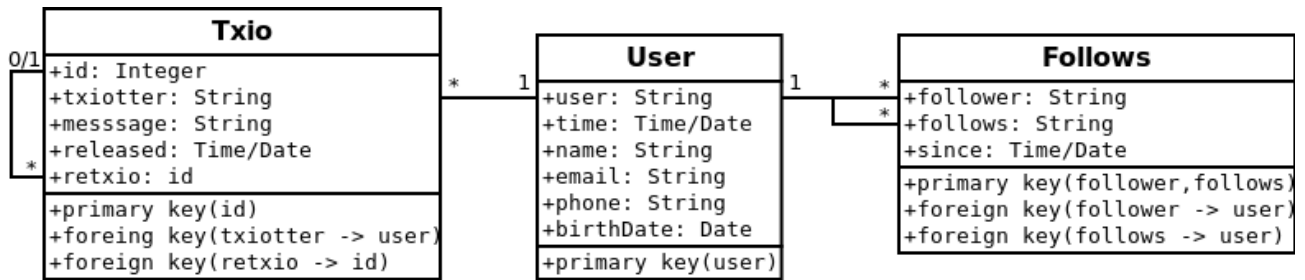 Txio
0/1
+id: Integer
+txiotter: String
+messsage: String
+released: Time/Date
*
+retxio: id
+primary key(id)
+foreing key(txiotter -> user)
+foreign key(retxio -> id)
*
1
User
+user: String
+time: Time/Date
+name: String
+email: String
+phone: String
+birthDate: Date
+primary key(user)
1
*
*
Follows
+follower: String
+follows: String
+since: Time/Date
+primary key(follower,follows)
+foreign key(follower -> user)
+foreign key(follows -> user)